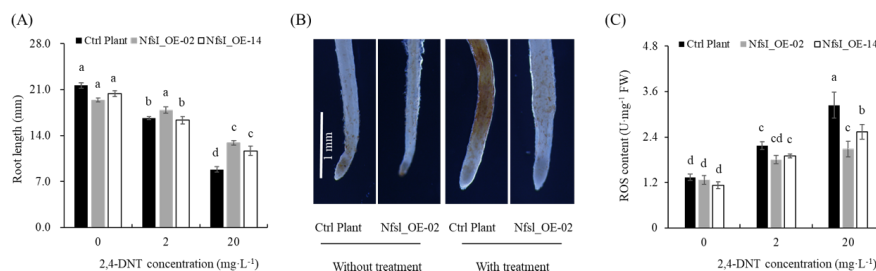 (A)
Ctrl Plant NfsI_OE-02 NfsI_OE-14
Root length (mm)
28.0
21.0
14.0
7.0
0.0
a a a
b a b
d c c
0 2 20
2,4-DNT concentration (mg·L⁻¹)
(B)
1 mm
Ctrl Plant NfsI_OE-02 Ctrl Plant NfsI_OE-02
Without treatment With treatment
(C)
Ctrl Plant NfsI_OE-02 NfsI_OE-14
ROS content (U·mg⁻¹ FW)
4.8
3.6
2.4
1.2
0
d d d
c cd c
a c b
0 2 20
2,4-DNT concentration (mg·L⁻¹)